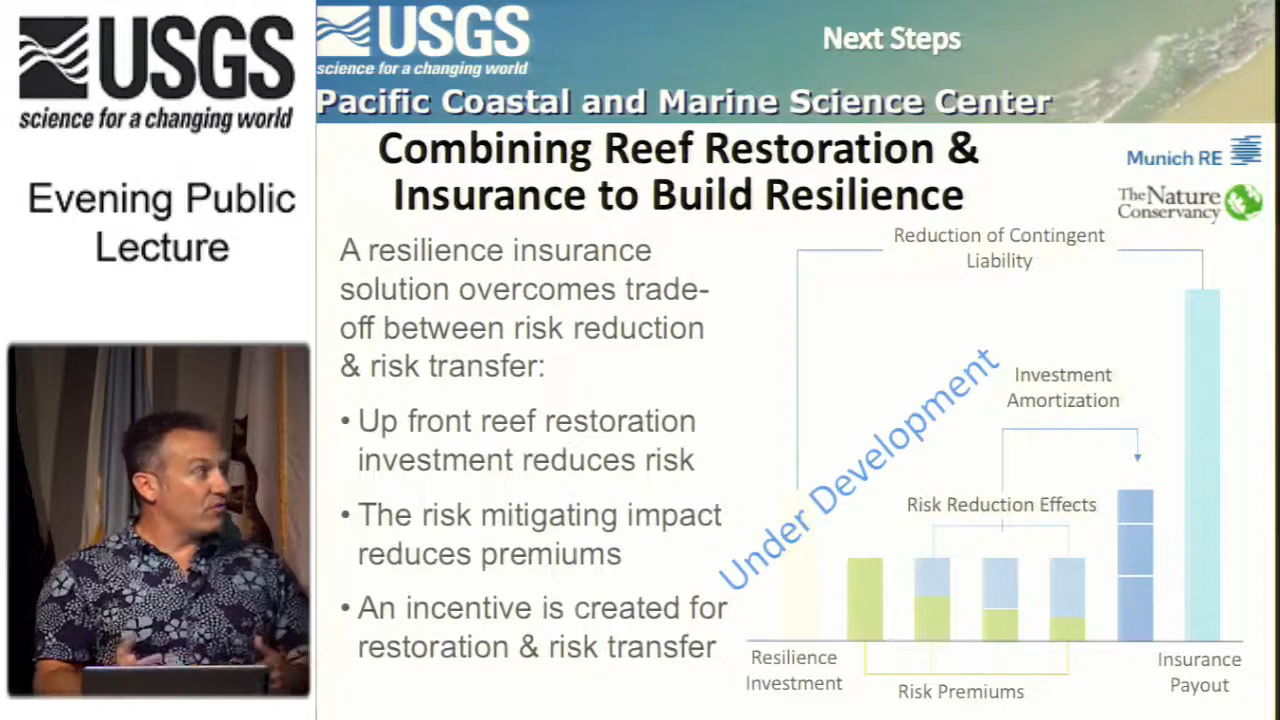 USGS
science for a changing world
Evening Public
Lecture
USGS
science for a changing world
Next Steps
Pacific Coastal and Marine Science Center
Combining Reef Restoration &
Insurance to Build Resilience
Munich RE
The Nature
Conservancy
A resilience insurance
solution overcomes trade-
off between risk reduction
& risk transfer:
• Up front reef restoration
investment reduces risk
• The risk mitigating impact
reduces premiums
• An incentive is created for
restoration & risk transfer
Reduction of Contingent
Liability
Investment
Amortization
Under Development
Risk Reduction Effects
Resilience
Investment
Risk Premiums
Insurance
Payout